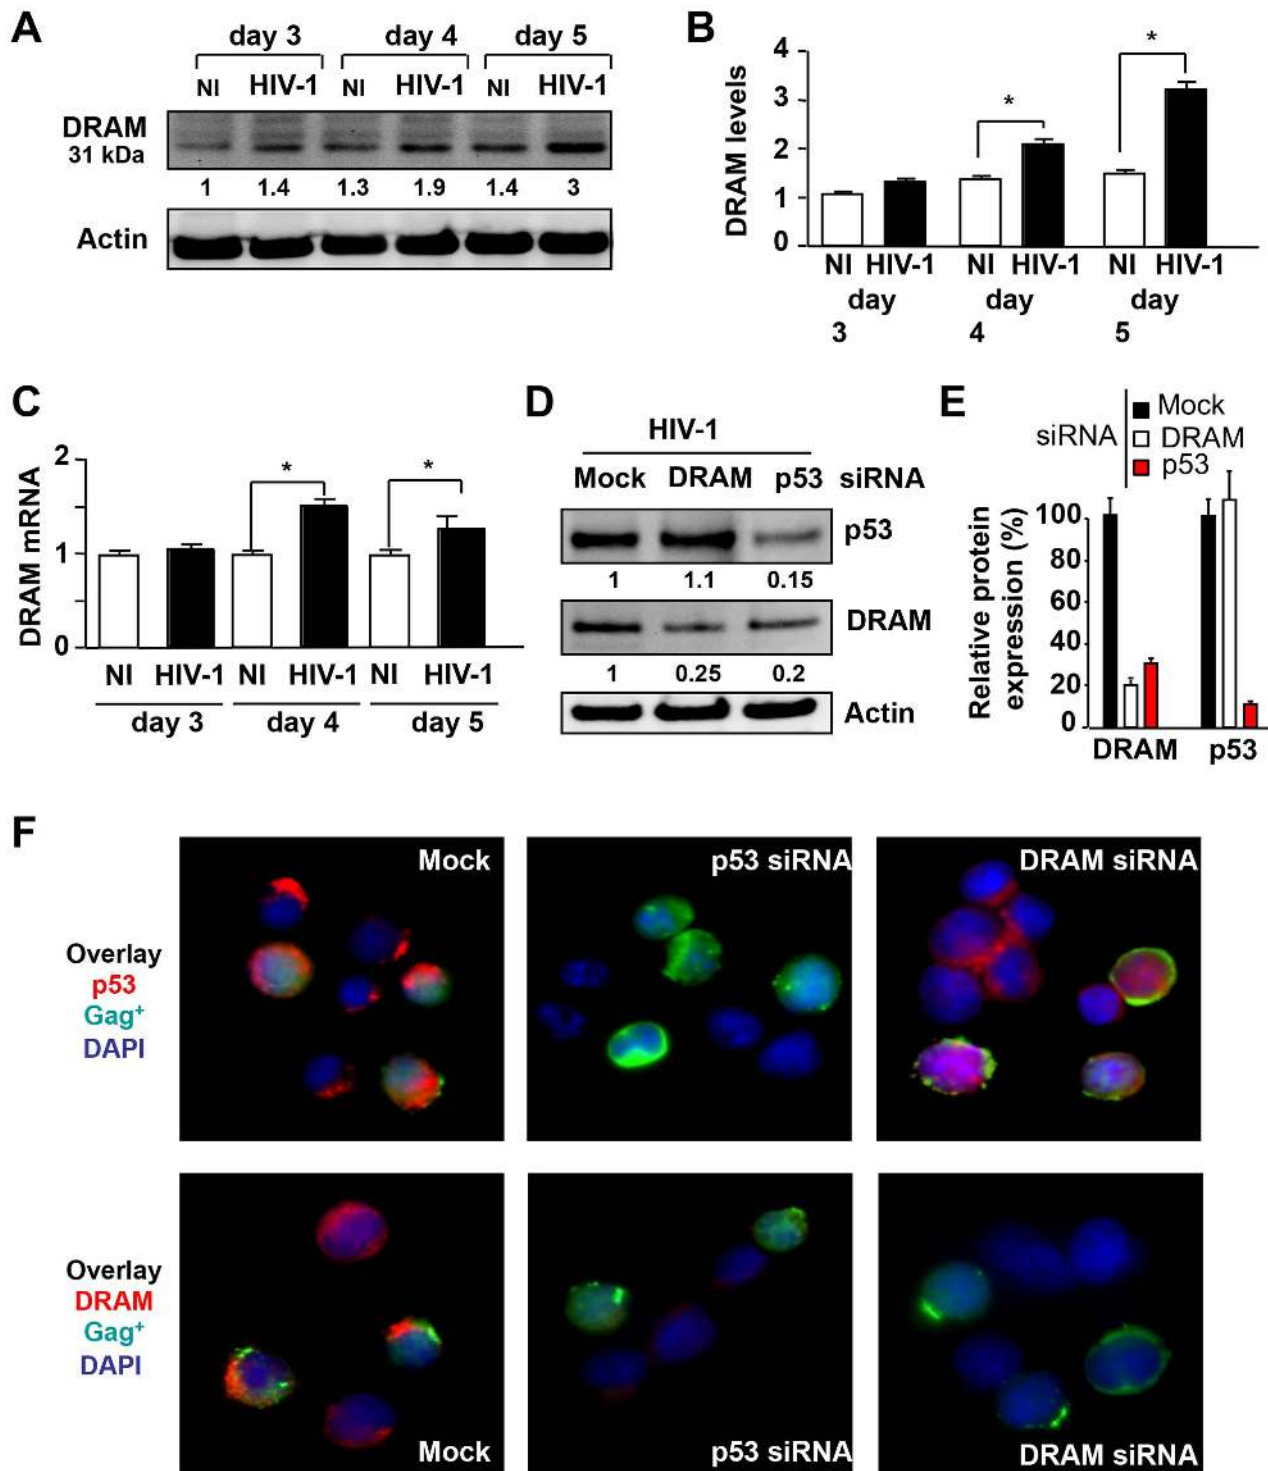 A
day 3 day 4 day 5
NI HIV-1 NI HIV-1 NI HIV-1
DRAM
31 kDa
1 1.4 1.3 1.9 1.4 3
Actin
B
DRAM levels
4
3
2
1
0
*
*
NI HIV-1 NI HIV-1 NI HIV-1
day day day
3 4 5
C
DRAM mRNA
2
1
0
* *
NI HIV-1 NI HIV-1 NI HIV-1
day 3 day 4 day 5
D
HIV-1
Mock DRAM p53 siRNA
p53
1 1.1 0.15
DRAM
1 0.25 0.2
Actin
E
siRNA
Mock
DRAM
p53
Relative protein
expression (%)
100
80
60
40
20
0
DRAM p53
F
Overlay
p53
Gag+
DAPI
Mock
p53 siRNA
DRAM siRNA
Overlay
DRAM
Gag+
DAPI
Mock
p53 siRNA
DRAM siRNA